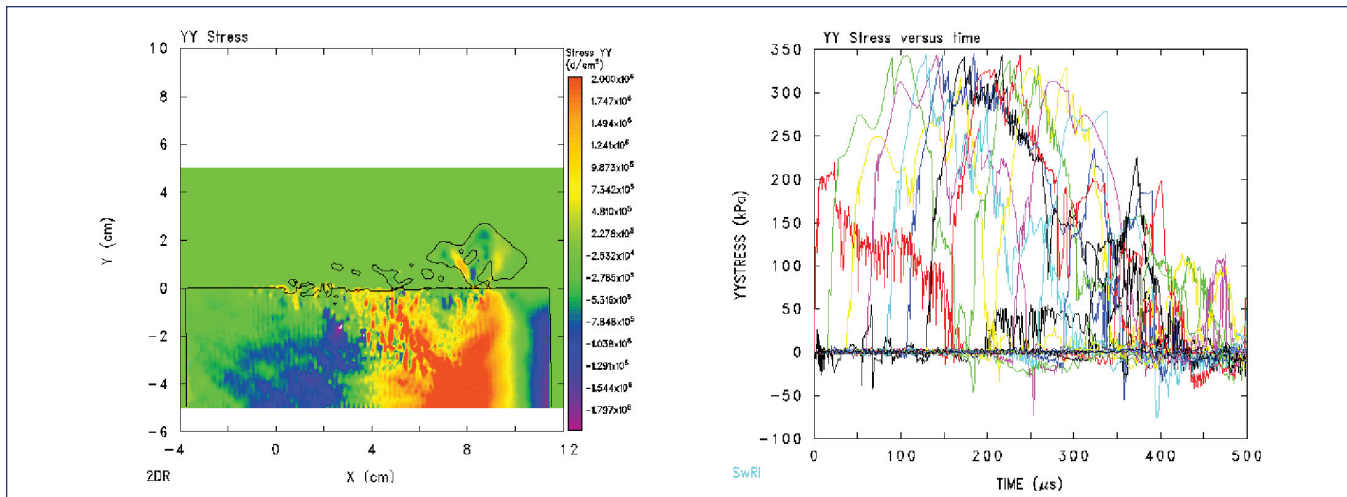 YY Stress
Stress YY
(d/cm²)
10
8
6
4
2
0
-2
-4
-6
Y (cm)
-4
0
4
8
12
X (cm)
2DR
2.000x10⁶
1.747x10⁶
1.494x10⁶
1.241x10⁶
9.873x10⁵
7.342x10⁵
4.810x10⁵
2.278x10⁵
-2.532x10⁴
-2.785x10⁵
-5.316x10⁵
-7.848x10⁵
-1.038x10⁶
-1.291x10⁶
-1.544x10⁶
-1.797x10⁶
YY Stress versus time
350
300
250
200
150
100
50
0
-50
-100
YYSTRESS (kPa)
0
100
200
300
400
500
TIME (μs)
SwRI